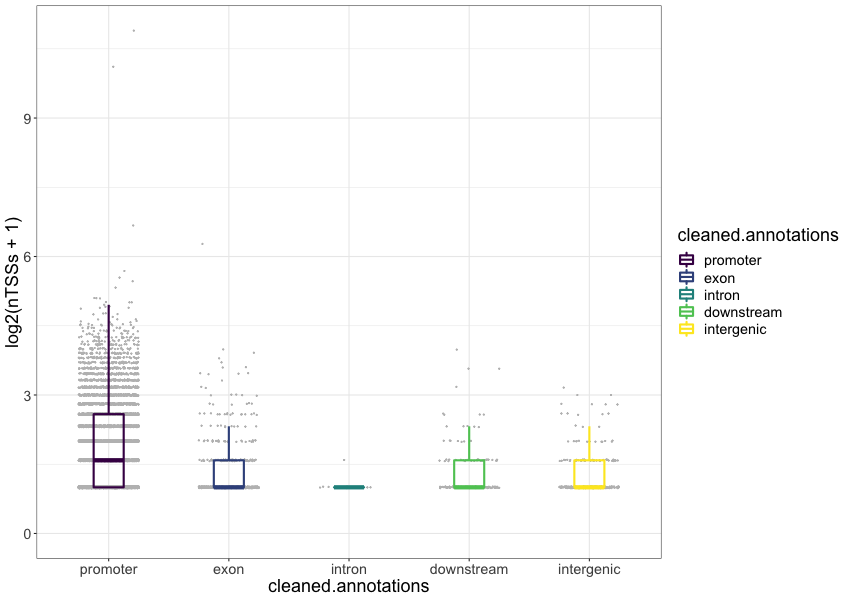 log2(nTSSs + 1)
9
6
3
0
promoter exon intron downstream intergenic
cleaned.annotations
cleaned.annotations
promoter
exon
intron
downstream
intergenic